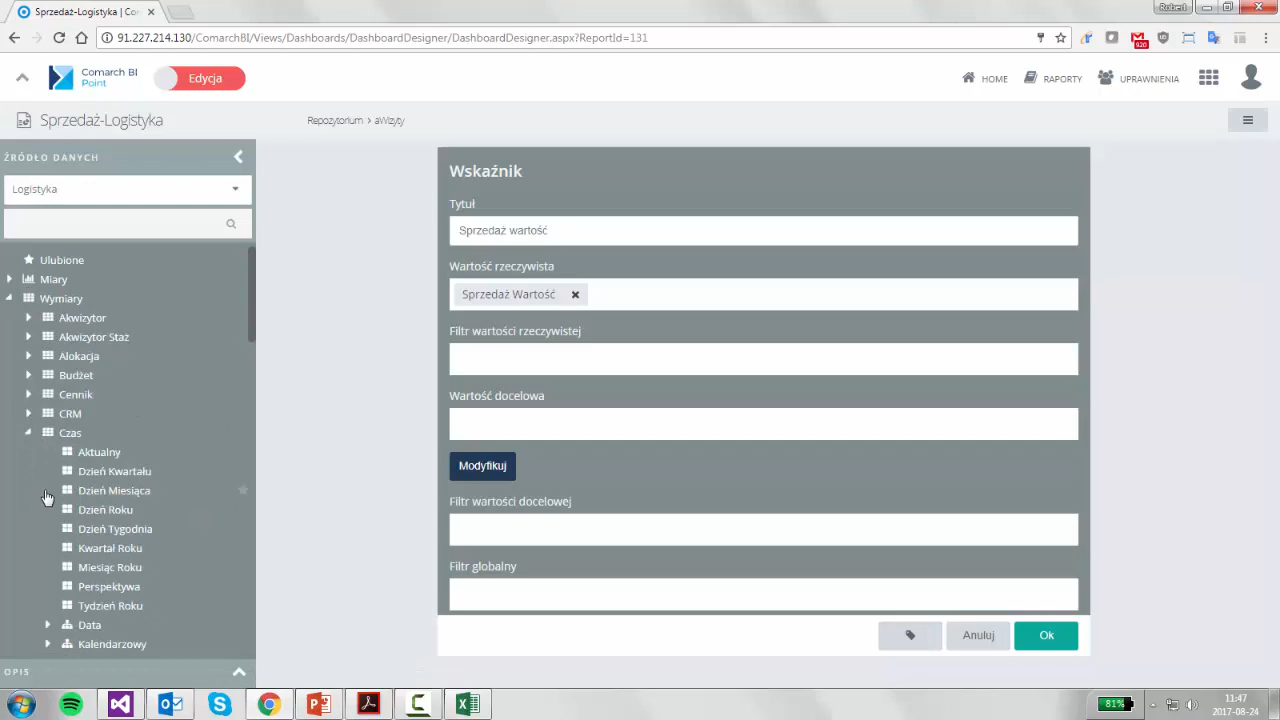 Sprzedaż-Logistyka | Co
Robert
91.227.214.130/ComarchBI/Views/Dashboards/DashboardDesigner/DashboardDesigner.aspx?ReportId=131
920
Comarch BI
Point
Edycja
HOME
RAPORTY
UPRAWNIENIA
Sprzedaż-Logistyka
Repozytorium > aWizyty
ŹRÓDŁO DANYCH
Logistyka
Ulubione
Miary
Wymiary
Akwizytor
Akwizytor Staż
Alokacja
Budżet
Cennik
CRM
Czas
Aktualny
Dzień Kwartału
Dzień Miesiąca
Dzień Roku
Dzień Tygodnia
Kwartał Roku
Miesiąc Roku
Perspektywa
Tydzień Roku
Data
Kalendarzowy
OPIS
Wskaźnik
Tytuł
Sprzedaż wartość
Wartość rzeczywista
Sprzedaż Wartość
Filtr wartości rzeczywistej
Wartość docelowa
Modyfikuj
Filtr wartości docelowej
Filtr globalny
Anuluj
Ok
81%
11:47
2017-08-24